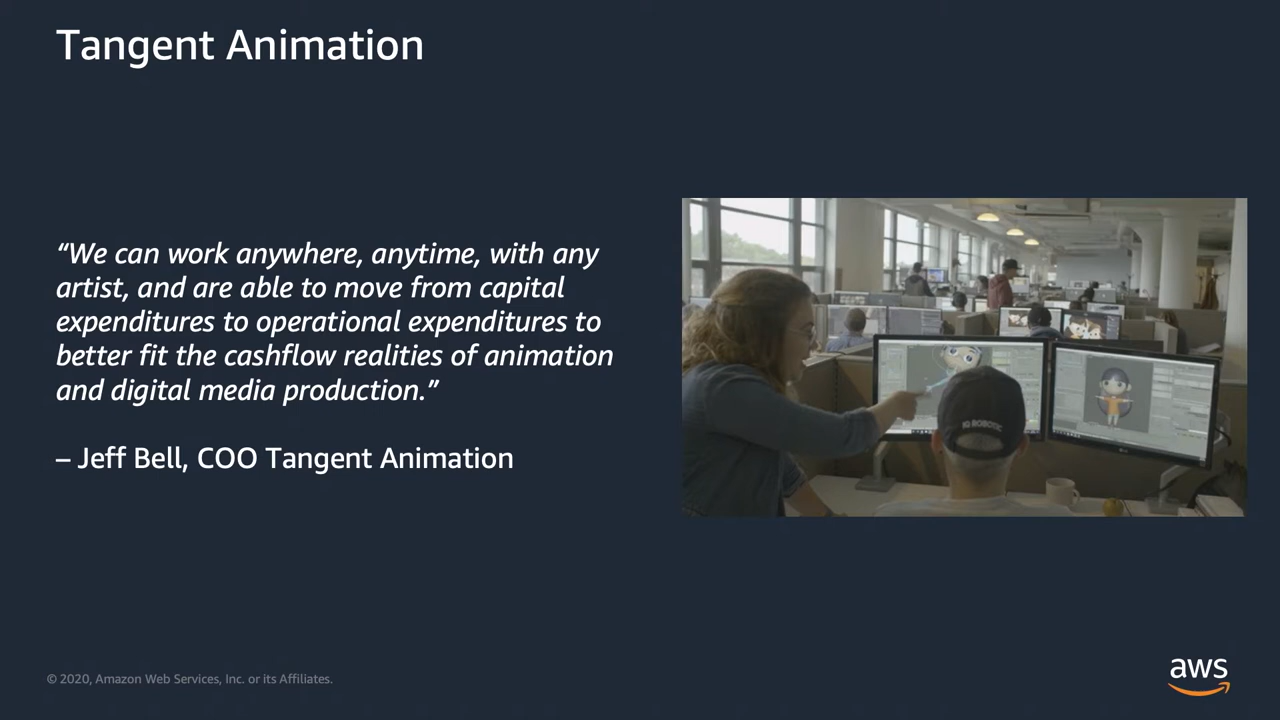 Tangent Animation
“We can work anywhere, anytime, with any
artist, and are able to move from capital
expenditures to operational expenditures to
better fit the cashflow realities of animation
and digital media production.”
– Jeff Bell, COO Tangent Animation
IQ ROBOTIC
© 2020, Amazon Web Services, Inc. or its Affiliates.
aws